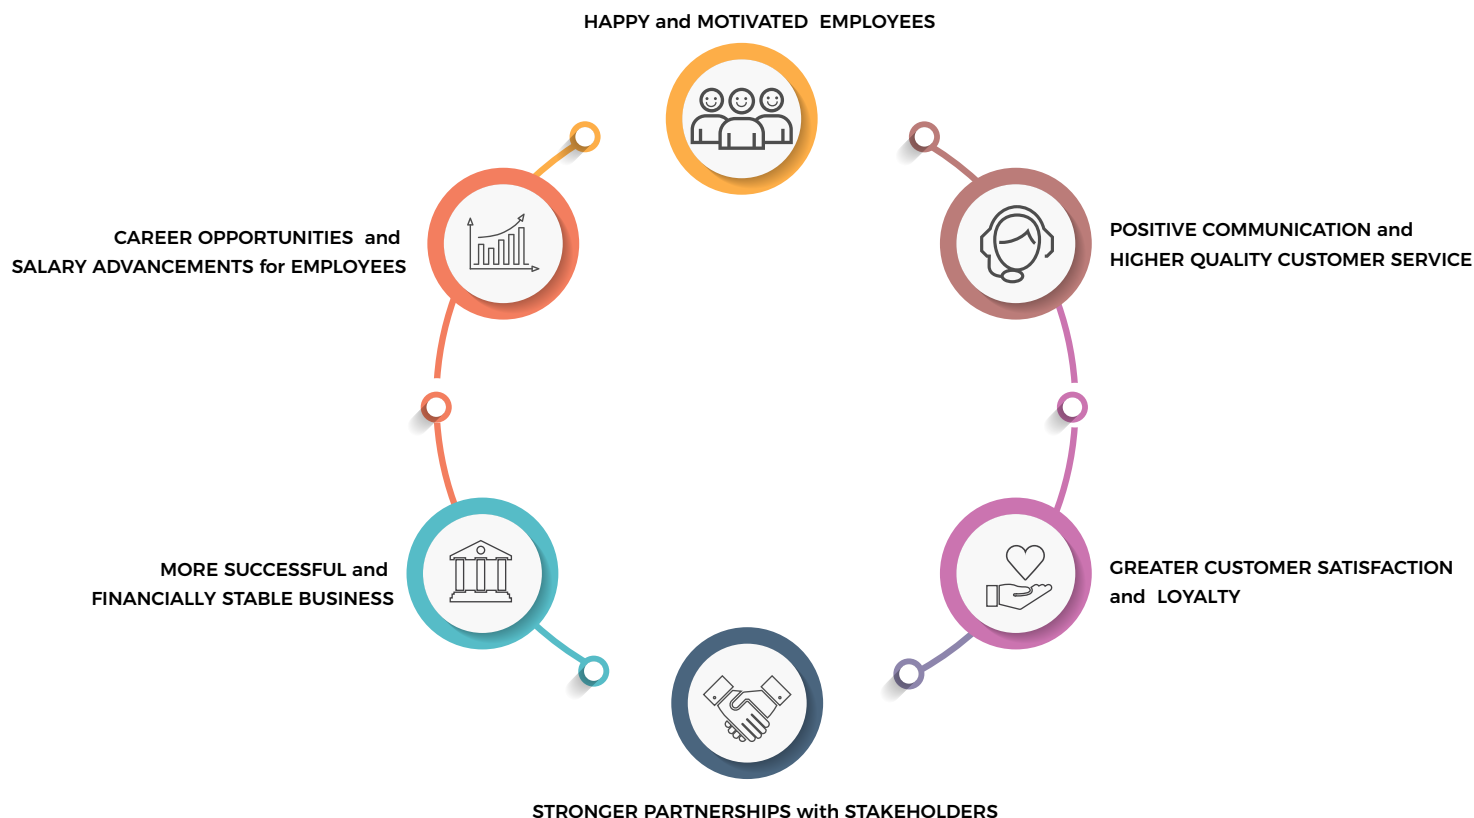 HAPPY and MOTIVATED EMPLOYEES
CAREER OPPORTUNITIES and
SALARY ADVANCEMENTS for EMPLOYEES
POSITIVE COMMUNICATION and
HIGHER QUALITY CUSTOMER SERVICE
MORE SUCCESSFUL and
FINANCIALLY STABLE BUSINESS
GREATER CUSTOMER SATISFACTION
and LOYALTY
STRONGER PARTNERSHIPS with STAKEHOLDERS